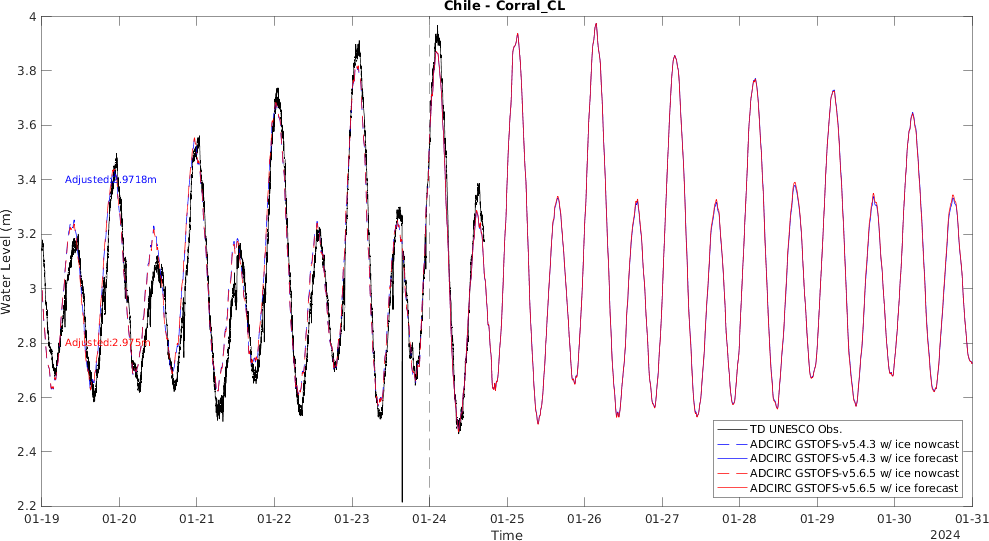 Chile - Corral_CL
4
3.8
3.6
3.4
3.2
3
2.8
2.6
2.4
2.2
Water Level (m)
Adjusted:2.9718m
Adjusted:2.975m
TD UNESCO Obs.
ADCIRC GSTOFS-v5.4.3 w/ ice nowcast
ADCIRC GSTOFS-v5.4.3 w/ ice forecast
ADCIRC GSTOFS-v5.6.5 w/ ice nowcast
ADCIRC GSTOFS-v5.6.5 w/ ice forecast
01-19 01-20 01-21 01-22 01-23 01-24 01-25 01-26 01-27 01-28 01-29 01-30 01-31
Time
2024